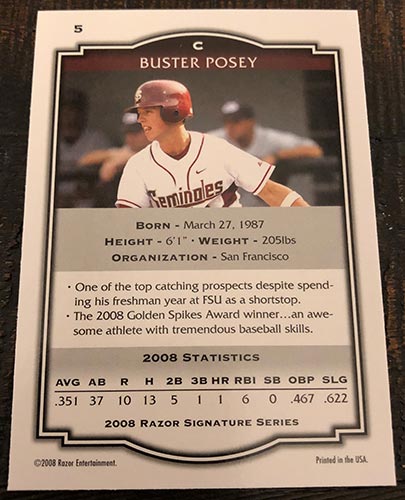 5
C
BUSTER POSEY
Seminoles
BORN - March 27, 1987
HEIGHT - 6'1" · WEIGHT - 205lbs
ORGANIZATION - San Francisco
· One of the top catching prospects despite spend-
ing his freshman year at FSU as a shortstop.
· The 2008 Golden Spikes Award winner...an awe-
some athlete with tremendous baseball skills.
2008 STATISTICS
AVG AB R H 2B 3B HR RBI SB OBP SLG
.351 37 10 13 5 1 1 6 0 .467 .622
2008 RAZOR SIGNATURE SERIES
©2008 Razor Entertainment. Printed in the USA.